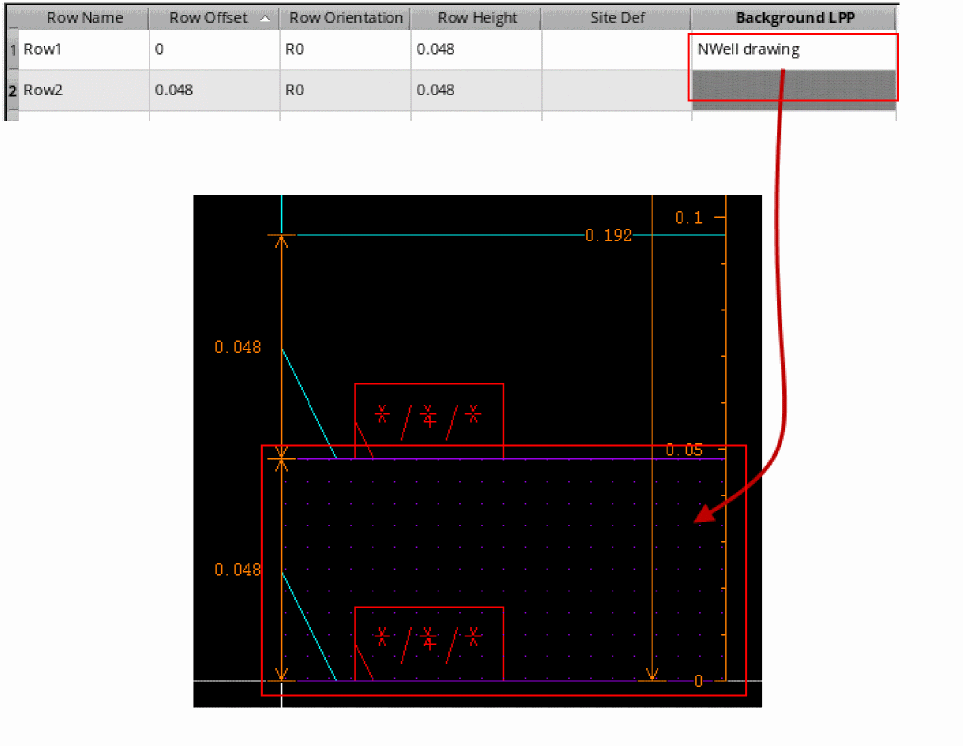 Row Name Row Offset Row Orientation Row Height Site Def Background LPP
1 Row1 0 R0 0.048 NWell drawing
2 Row2 0.048 R0 0.048
0.1
0.192
0.048
*/*/*
0.05
0.048
*/*/*
0